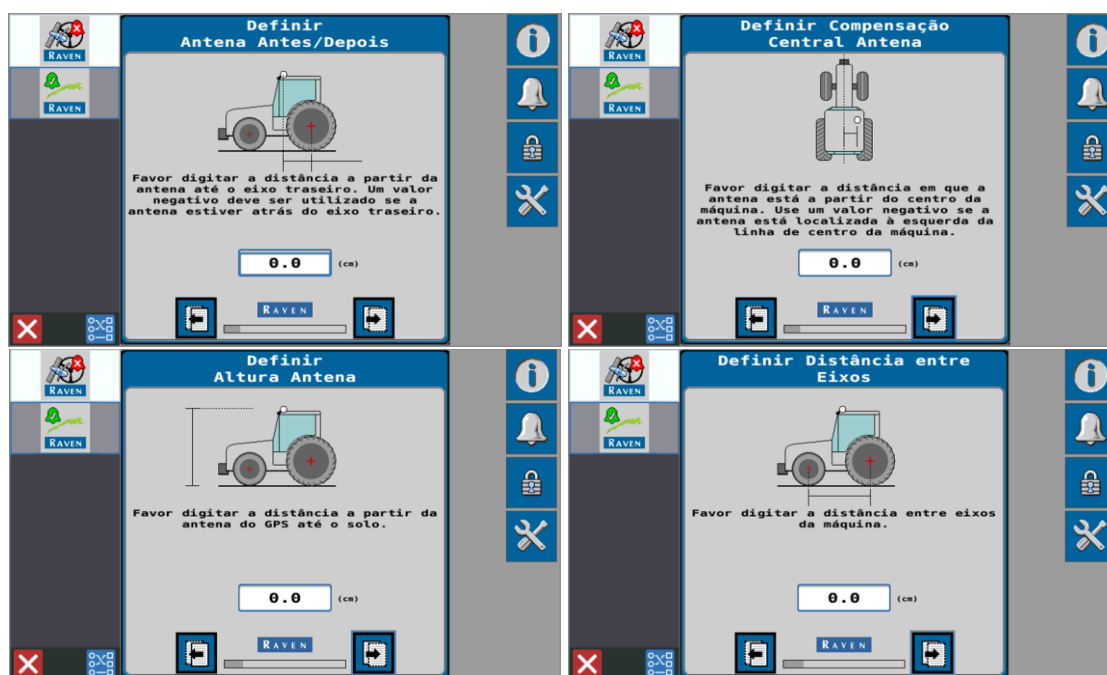 RAVEN
RAVEN
Definir
Antena Antes/Depois
Favor digitar a distância a partir da
antena até o eixo traseiro. Um valor
negativo deve ser utilizado se a
antena estiver atrás do eixo traseiro.
0.0 (cm)
RAVEN
RAVEN
RAVEN
Definir Compensação
Central Antena
Favor digitar a distância em que a
antena está a partir do centro da
máquina. Use um valor negativo se a
antena está localizada à esquerda da
linha de centro da máquina.
0.0 (cm)
RAVEN
RAVEN
RAVEN
Definir
Altura Antena
Favor digitar a distância a partir da
antena do GPS até o solo.
0.0 (cm)
RAVEN
RAVEN
RAVEN
Definir Distância entre
Eixos
Favor digitar a distância entre eixos
da máquina.
0.0 (cm)
RAVEN